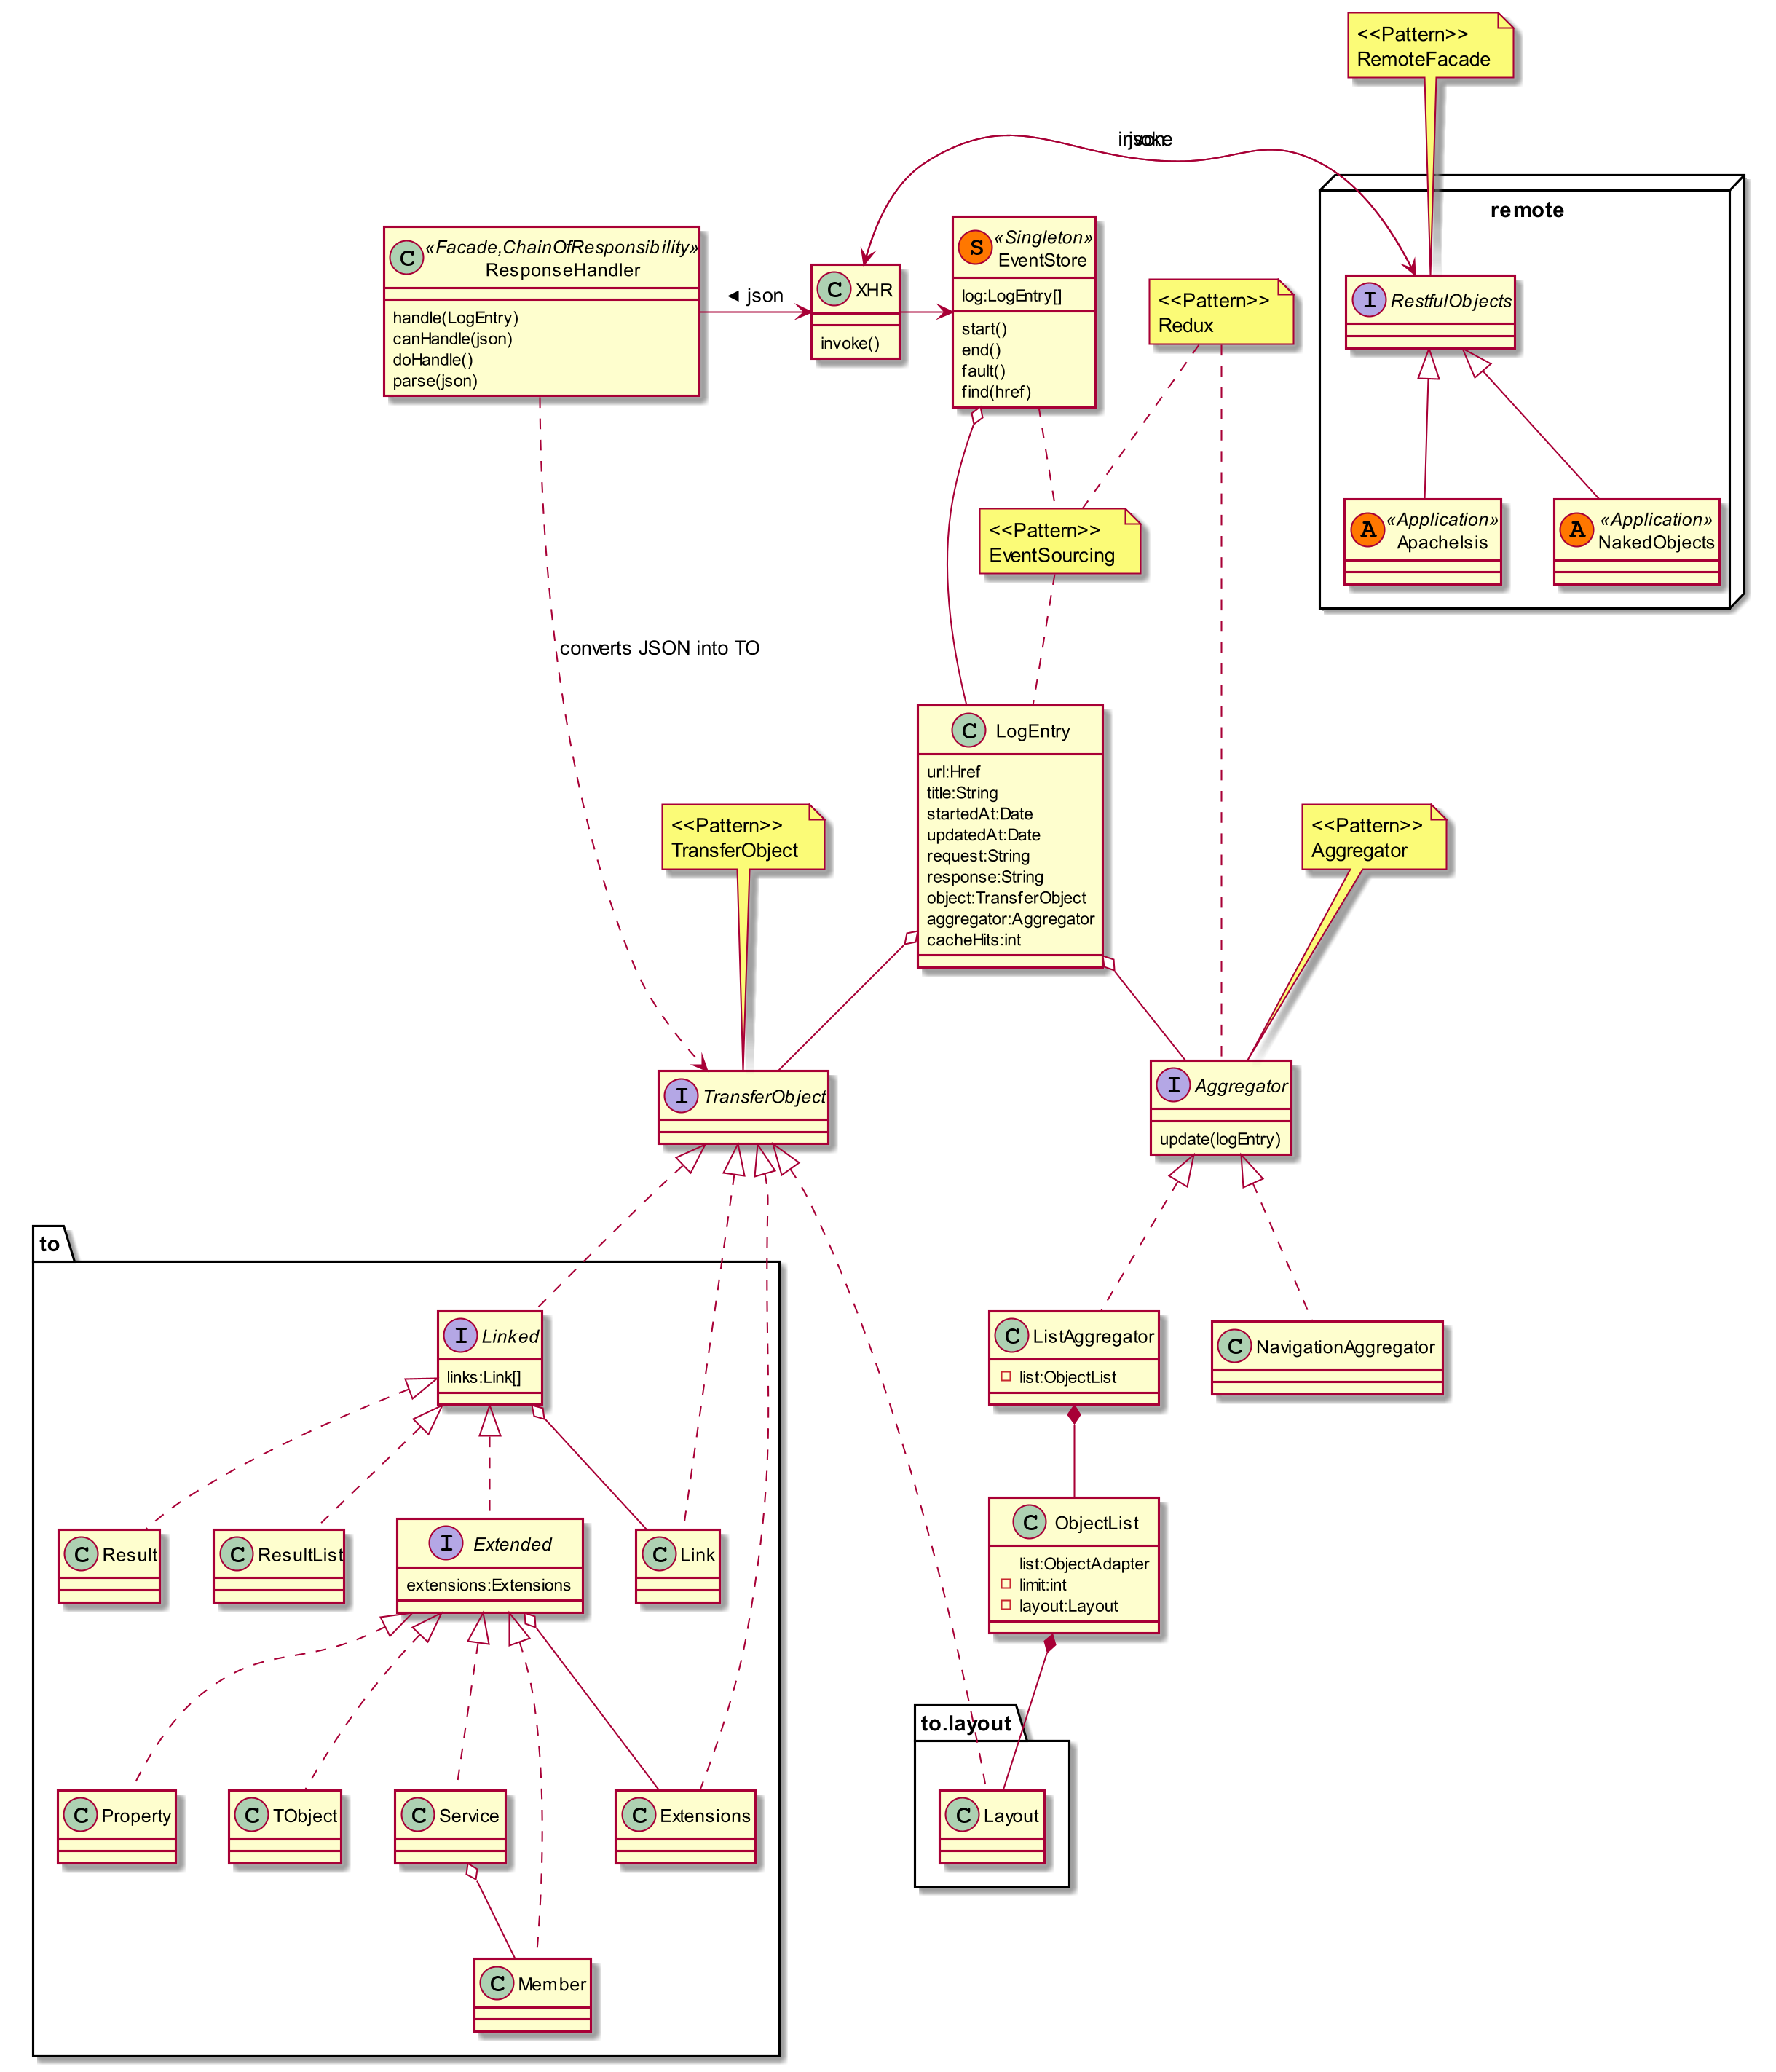 <<Pattern>>
RemoteFacade
invoke
json
remote
C
«Facade,ChainOfResponsibility»
ResponseHandler
handle(LogEntry)
canHandle(json)
doHandle()
parse(json)
◄ json
C XHR
invoke()
S
«Singleton»
EventStore
log:LogEntry[]
start()
end()
fault()
find(href)
<<Pattern>>
Redux
I RestfulObjects
<<Pattern>>
EventSourcing
A
«Application»
ApacheIsis
A
«Application»
NakedObjects
converts JSON into TO
C LogEntry
url:Href
title:String
startedAt:Date
updatedAt:Date
request:String
response:String
object:TransferObject
aggregator:Aggregator
cacheHits:int
<<Pattern>>
TransferObject
<<Pattern>>
Aggregator
I TransferObject
I Aggregator
update(logEntry)
to
I Linked
links:Link[]
C ListAggregator
list:ObjectList
C NavigationAggregator
C Result
C ResultList
I Extended
extensions:Extensions
C Link
C ObjectList
list:ObjectAdapter
limit:int
layout:Layout
to.layout
C Property
C TObject
C Service
C Extensions
C Layout
C Member